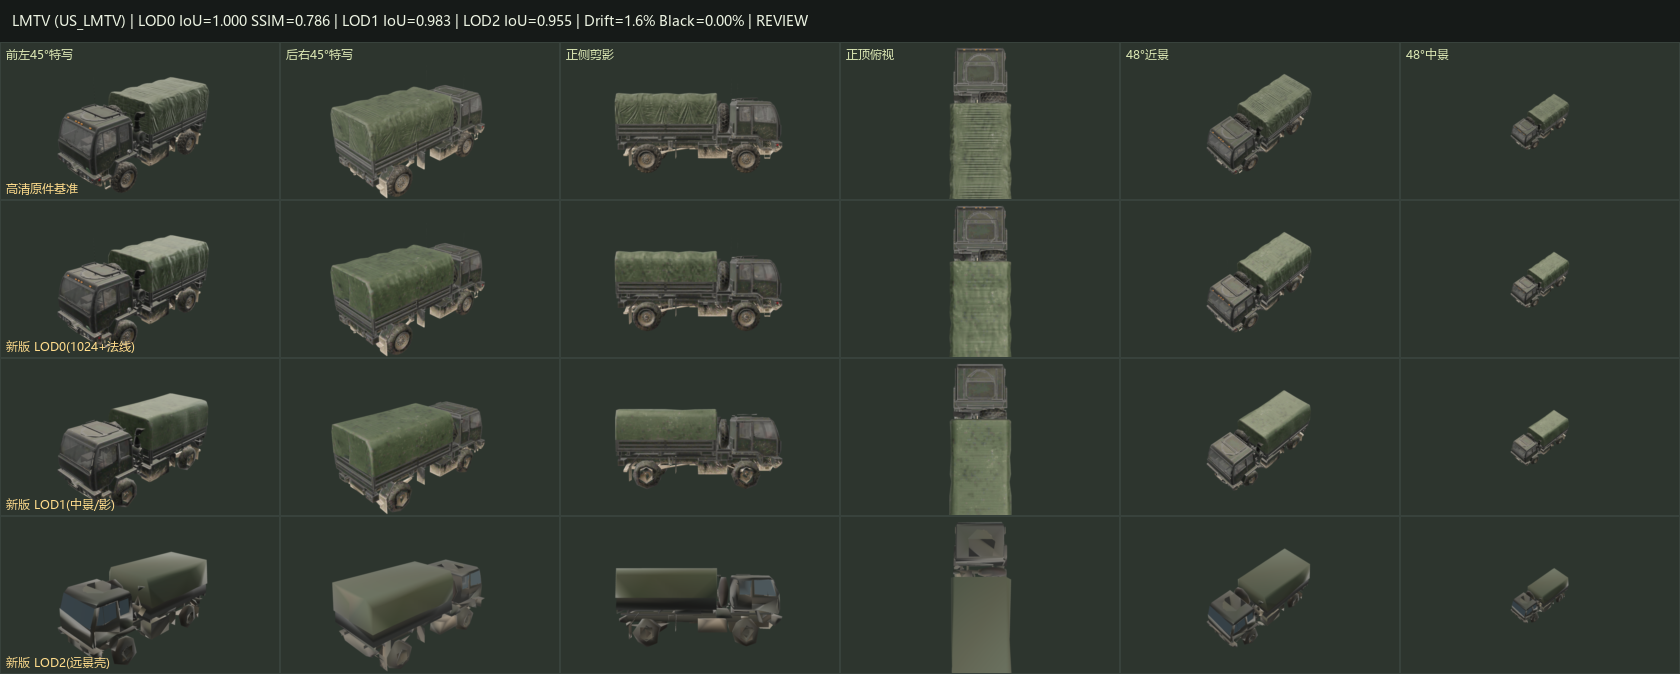 LMTV (US_LMTV) | LOD0 IoU=1.000 SSIM=0.786 | LOD1 IoU=0.983 | LOD2 IoU=0.955 | Drift=1.6% Black=0.00% | REVIEW
前左45°特写
后右45°特写
正侧剪影
正顶俯视
48°近景
48°中景
高清原件基准
新版 LOD0(1024+法线)
新版 LOD1(中景/影)
新版 LOD2(远景壳)